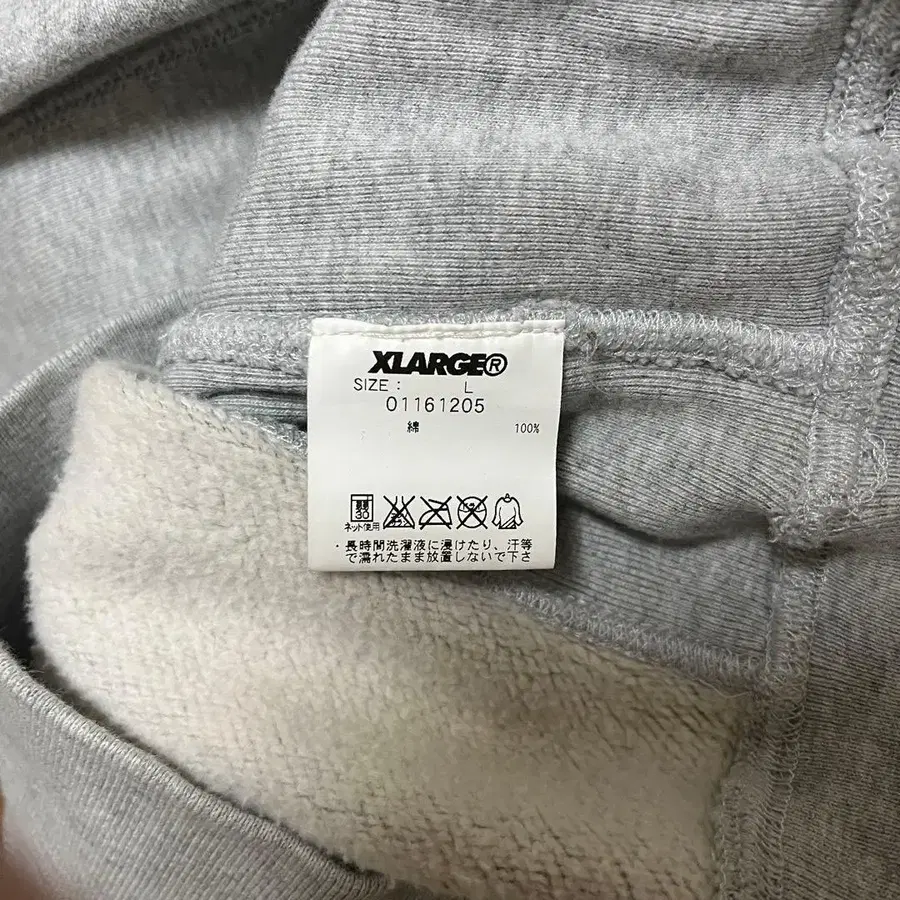 XLARGE®
SIZE : L
01161205
綿 100%
30
ネット使用
・長時間洗濯液に浸けたり、汗等
で濡れたまま放置しないで下さ